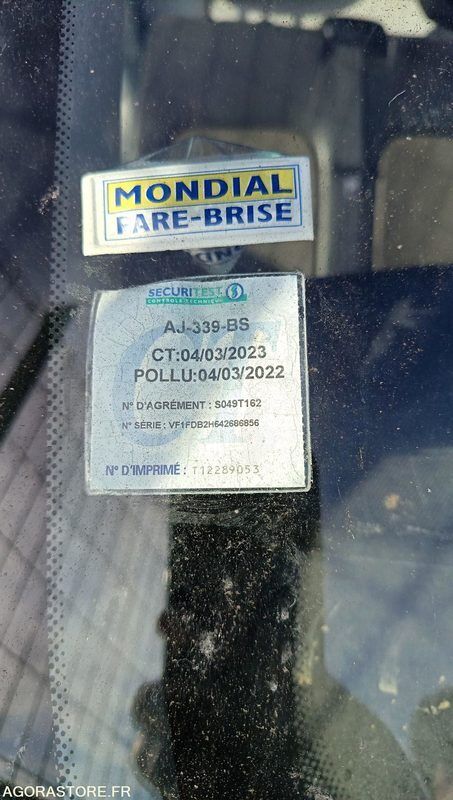 MONDIAL
PARE-BRISE
SECURITEST
CONTROLE TECHNIQUE
AJ-339-BS
CT:04/03/2023
POLLU:04/03/2022
N° D'AGRÉMENT : S049T162
N° SÉRIE : VF1FDB2H642686856
N° D'IMPRIMÉ : T12289053
AGORASTORE.FR